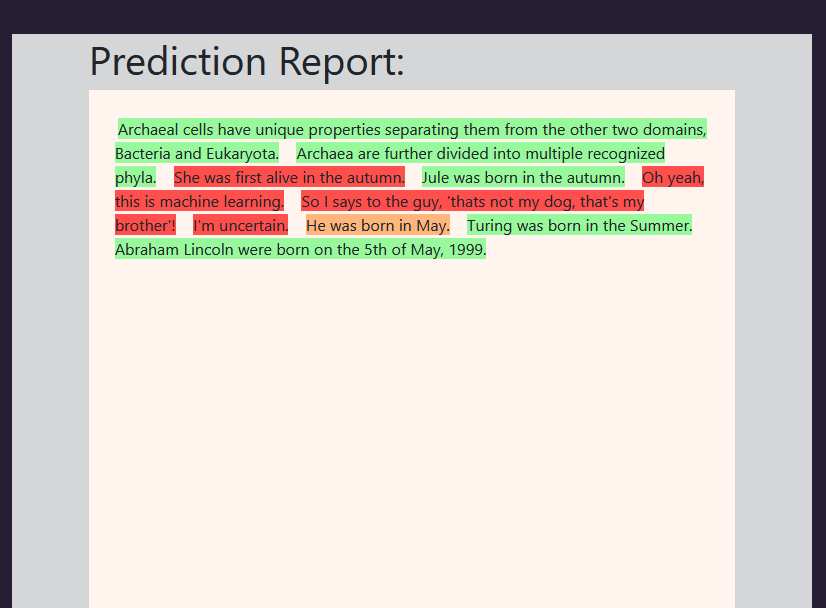 Prediction Report:
Archaeal cells have unique properties separating them from the other two domains,
Bacteria and Eukaryota. Archaea are further divided into multiple recognized
phyla. She was first alive in the autumn. Jule was born in the autumn. Oh yeah,
this is machine learning. So I says to the guy, 'thats not my dog, that's my
brother'! I'm uncertain. He was born in May. Turing was born in the Summer.
Abraham Lincoln were born on the 5th of May, 1999.